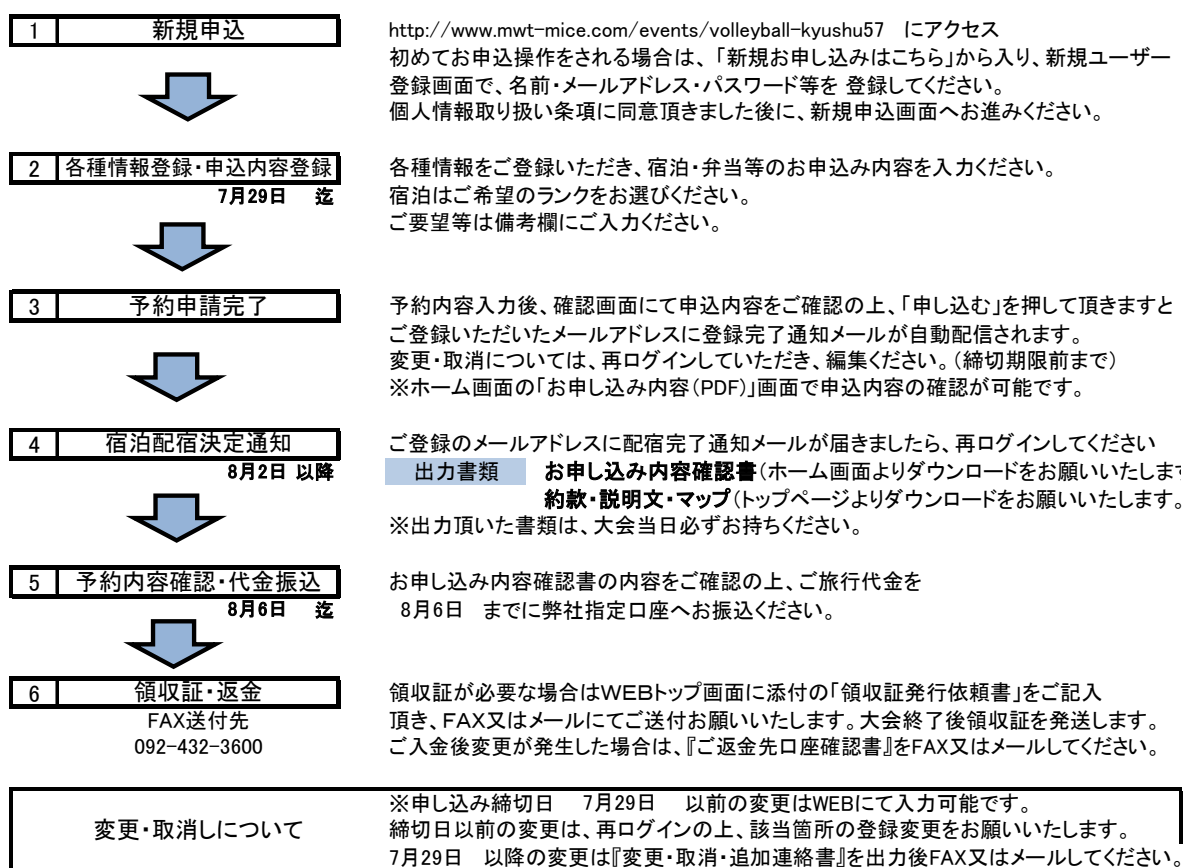 1 新規申込 http://www.mwt-mice.com/events/volleyball-kyushu57 にアクセス
初めてお申込操作をされる場合は、「新規お申し込みはこちら」から入り、新規ユーザー
登録画面で、名前・メールアドレス・パスワード等を 登録してください。
個人情報取り扱い条項に同意頂きました後に、新規申込画面へお進みください。
2 各種情報登録・申込内容登録 各種情報をご登録いただき、宿泊・弁当等のお申込み内容を入力ください。
7月29日 迄 宿泊はご希望のランクをお選びください。
ご要望等は備考欄にご入力ください。
3 予約申請完了 予約内容入力後、確認画面にて申込内容をご確認の上、「申し込む」を押して頂きますと
ご登録いただいたメールアドレスに登録完了通知メールが自動配信されます。
変更・取消については、再ログインしていただき、編集ください。(締切期限前まで)
※ホーム画面の「お申し込み内容(PDF)」画面で申込内容の確認が可能です。
4 宿泊配宿決定通知 ご登録のメールアドレスに配宿完了通知メールが届きましたら、再ログインしてください
8月2日 以降 出力書類 お申し込み内容確認書(ホーム画面よりダウンロードをお願いいたします
約款・説明文・マップ(トップページよりダウンロードをお願いいたします。
※出力頂いた書類は、大会当日必ずお持ちください。
5 予約内容確認・代金振込 お申し込み内容確認書の内容をご確認の上、ご旅行代金を
8月6日 迄 8月6日 までに弊社指定口座へお振込ください。
6 領収証・返金 領収証が必要な場合はWEBトップ画面に添付の「領収証発行依頼書」をご記入
FAX送付先 頂き、FAX又はメールにてご送付お願いいたします。大会終了後領収証を発送します。
092-432-3600 ご入金後変更が発生した場合は、『ご返金先口座確認書』をFAX又はメールしてください。
※申し込み締切日 7月29日 以前の変更はWEBにて入力可能です。
変更・取消しについて 締切日以前の変更は、再ログインの上、該当箇所の登録変更をお願いいたします。
7月29日 以降の変更は『変更・取消・追加連絡書』を出力後FAX又はメールしてください。